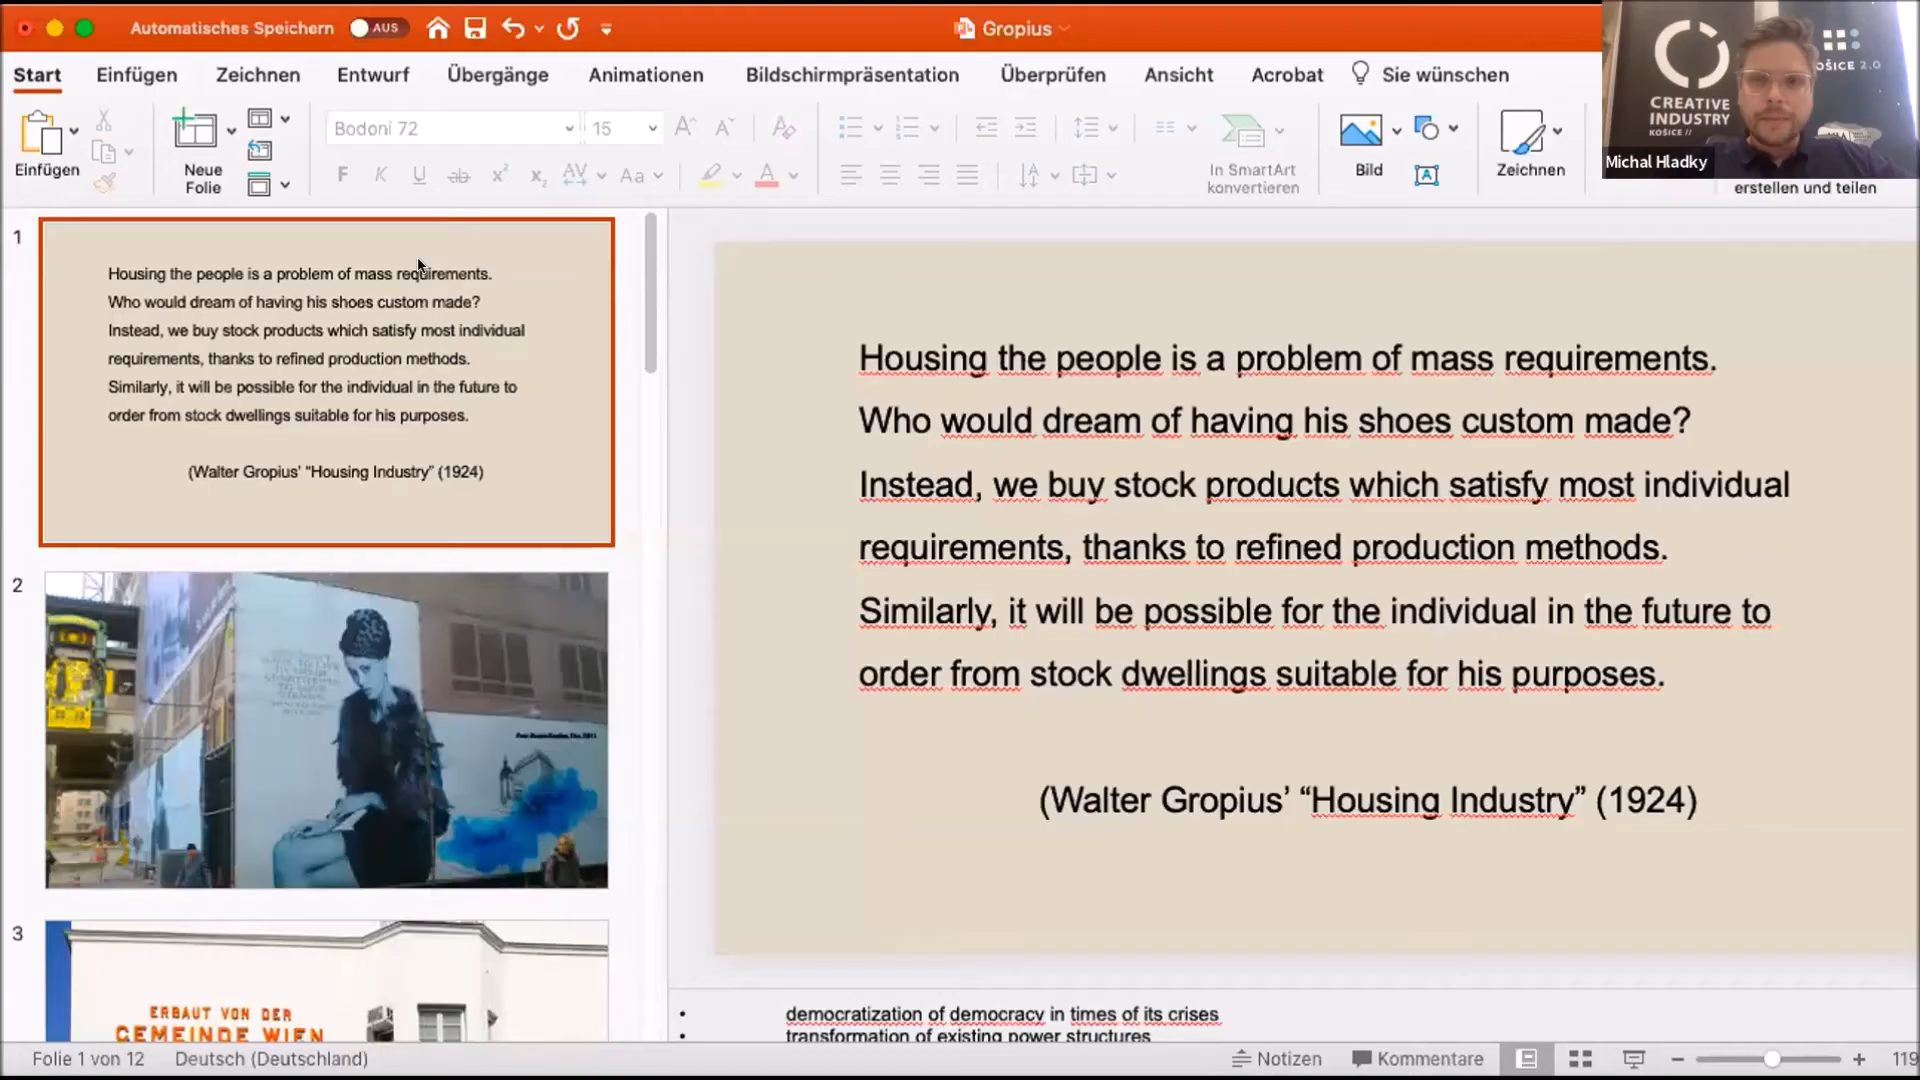 Automatisches Speichern AUS Gropius
Start Einfügen Zeichnen Entwurf Übergänge Animationen Bildschirmpräsentation Überprüfen Ansicht Acrobat Sie wünschen
Einfügen
Neue
Folie
Bodoni 72
15
In SmartArt
konvertieren
Bild
Zeichnen
erstellen und teilen
CREATIVE
INDUSTRY
KOŠICE //
OŠICE 2.0
Michal Hladky
1
Housing the people is a problem of mass requirements.
Who would dream of having his shoes custom made?
Instead, we buy stock products which satisfy most individual
requirements, thanks to refined production methods.
Similarly, it will be possible for the individual in the future to
order from stock dwellings suitable for his purposes.
(Walter Gropius’ “Housing Industry” (1924)
2
3
ERBAUT VON DER
GEMEINDE WIEN
Housing the people is a problem of mass requirements.
Who would dream of having his shoes custom made?
Instead, we buy stock products which satisfy most individual
requirements, thanks to refined production methods.
Similarly, it will be possible for the individual in the future to
order from stock dwellings suitable for his purposes.
(Walter Gropius’ “Housing Industry” (1924)
• democratization of democracy in times of its crises
• transformation of existing power structures
Folie 1 von 12 Deutsch (Deutschland) Notizen Kommentare 119